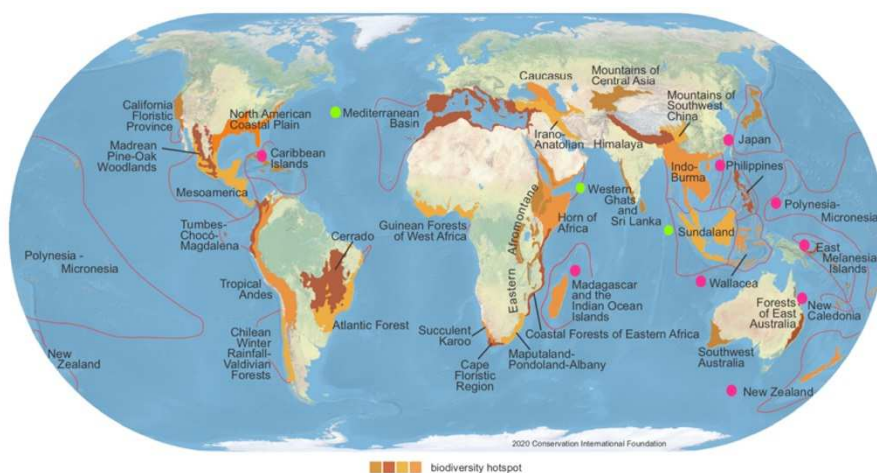 California
Floristic
Province
North American
Coastal Plain
Madrean
Pine-Oak
Woodlands
Caribbean
Islands
Mesoamerica
Tumbes-
Chocó-
Magdalena
Cerrado
Polynesia -
Micronesia
Tropical
Andes
Atlantic Forest
Chilean
Winter
Rainfall-
Valdivian
Forests
New
Zealand
Mediterranean
Basin
Caucasus
Mountains of
Central Asia
Mountains of
Southwest
China
Irano-
Anatolian
Himalaya
Japan
Indo-
Burma
Philippines
Western
Ghats
and
Sri Lanka
Polynesia-
Micronesia
Guinean Forests
of West Africa
Eastern Afromontane
Horn of
Africa
Sundaland
East
Melanesian
Islands
Wallacea
Madagascar
and the
Indian Ocean
Islands
Forests
of East
Australia
New
Caledonia
Coastal Forests of Eastern Africa
Succulent
Karoo
Cape
Floristic
Region
Maputaland-
Pondoland-Albany
Southwest
Australia
New Zealand
2020 Conservation International Foundation
biodiversity hotspot